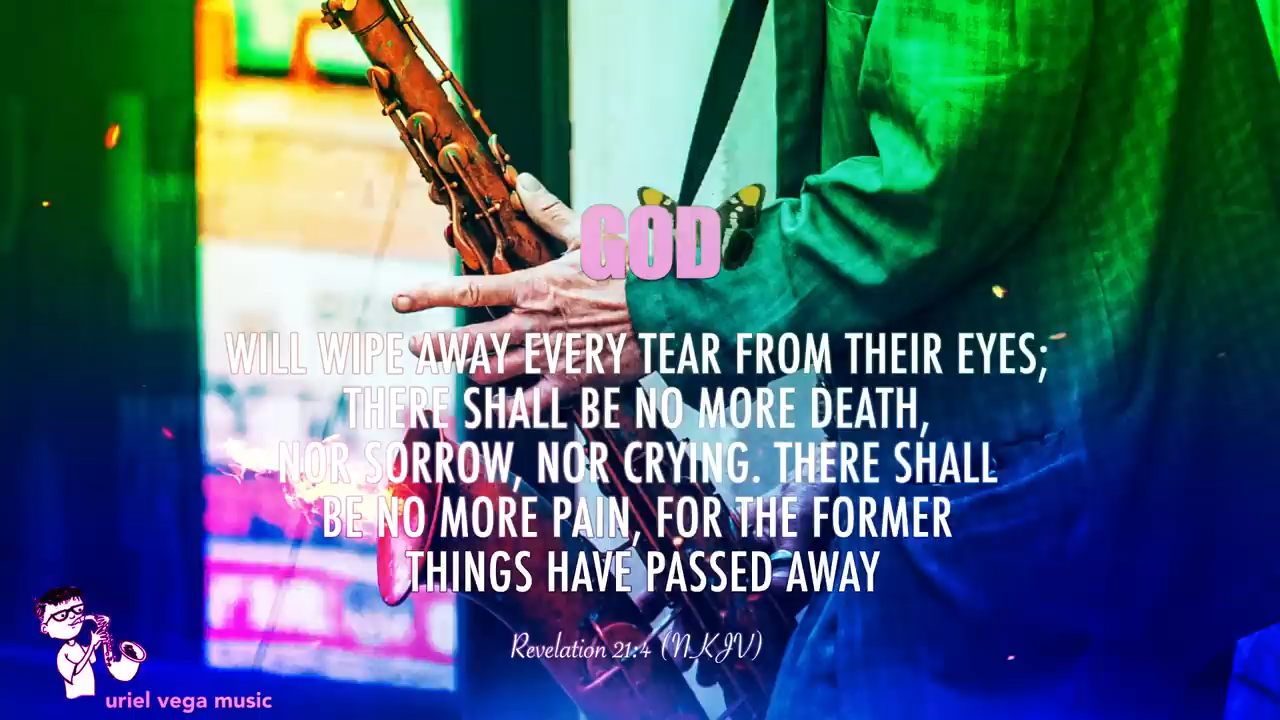 GOD
WILL WIPE AWAY EVERY TEAR FROM THEIR EYES;
THERE SHALL BE NO MORE DEATH,
NOR SORROW, NOR CRYING. THERE SHALL
BE NO MORE PAIN, FOR THE FORMER
THINGS HAVE PASSED AWAY
Revelation 21:4 (NKJV)
uriel vega music